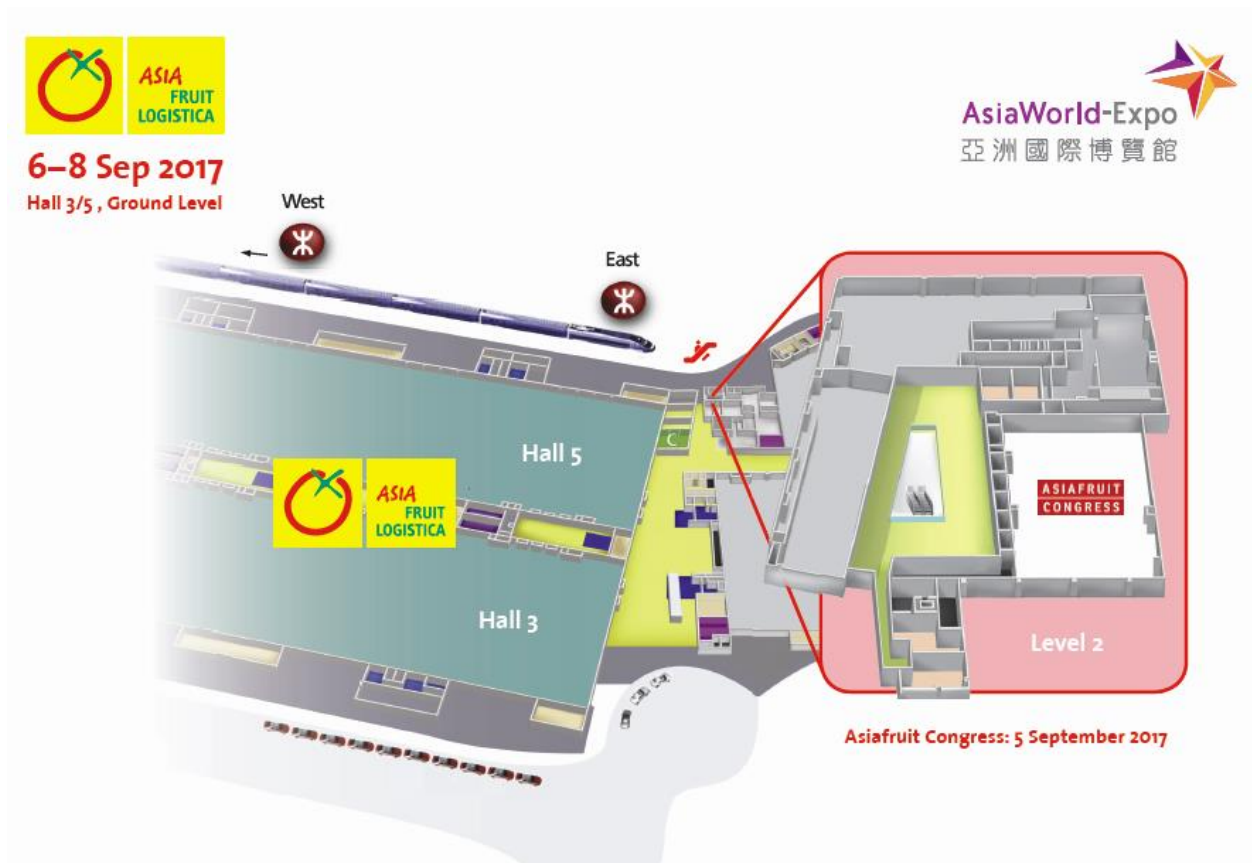 ASIA
FRUIT
LOGISTICA
6–8 Sep 2017
Hall 3/5 , Ground Level
AsiaWorld-Expo
亞洲國際博覽館
West
East
Hall 5
C
ASIA
FRUIT
LOGISTICA
Hall 3
ASIAFRUIT
CONGRESS
Level 2
Asiafruit Congress: 5 September 2017